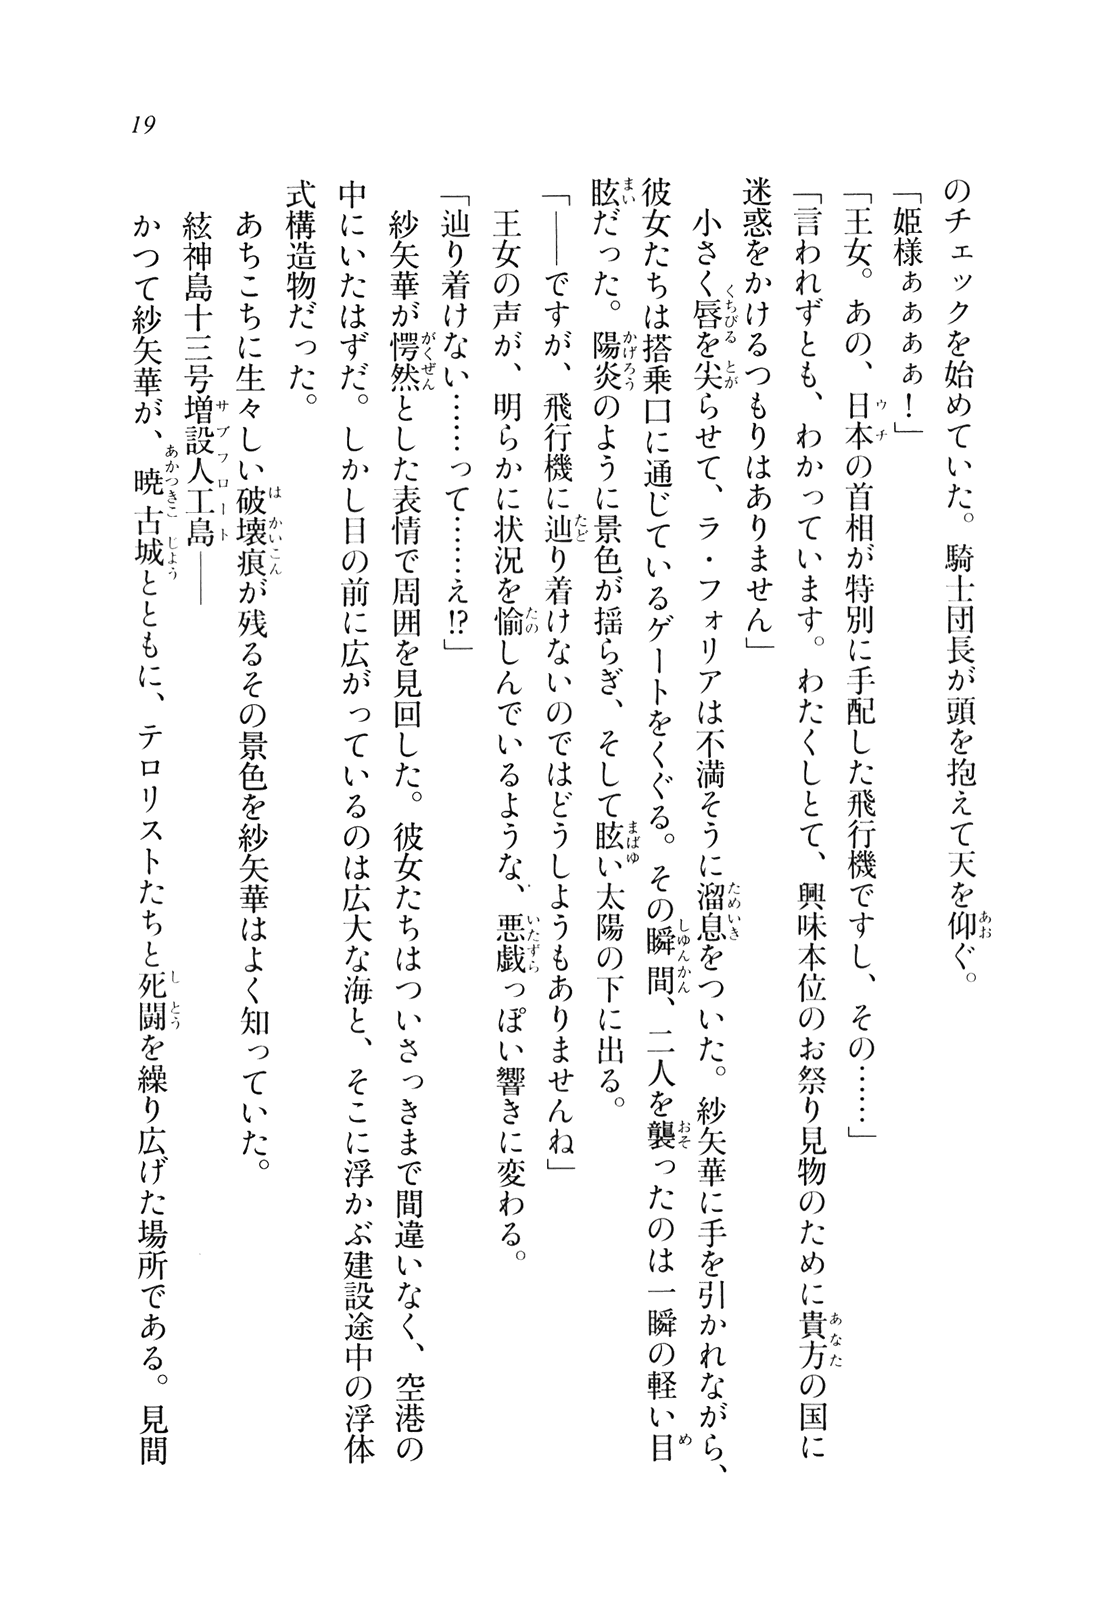 19
のチェックを始めていた。騎士団長が頭を抱えて天を仰ぐ。
「姫様ぁぁぁぁ！」
「王女。あの、日本の首相が特別に手配した飛行機ですし、その……」
「言われずとも、わかっています。わたくしとて、興味本位のお祭り見物のために貴方の国に
迷惑をかけるつもりはありません」
　小さく唇を尖らせて、ラ・フォリアは不満そうに溜息をついた。紗矢華に手を引かれながら、
彼女たちは搭乗口に通じているゲートをくぐる。その瞬間、二人を襲ったのは一瞬の軽い目
眩だった。陽炎のように景色が揺らぎ、そして眩い太陽の下に出る。
「――ですが、飛行機に辿り着けないのではどうしようもありませんね」
　王女の声が、明らかに状況を愉しんでいるような、悪戯っぽい響きに変わる。
「辿り着けない……って……え!?」
　紗矢華が愕然とした表情で周囲を見回した。彼女たちはついさっきまで間違いなく、空港の
中にいたはずだ。しかし目の前に広がっているのは広大な海と、そこに浮かぶ建設途中の浮体
式構造物だった。
　あちこちに生々しい破壊痕が残るその景色を紗矢華はよく知っていた。
　絃神島十三号増設人工島――
　かつて紗矢華が、暁古城とともに、テロリストたちと死闘を繰り広げた場所である。見間